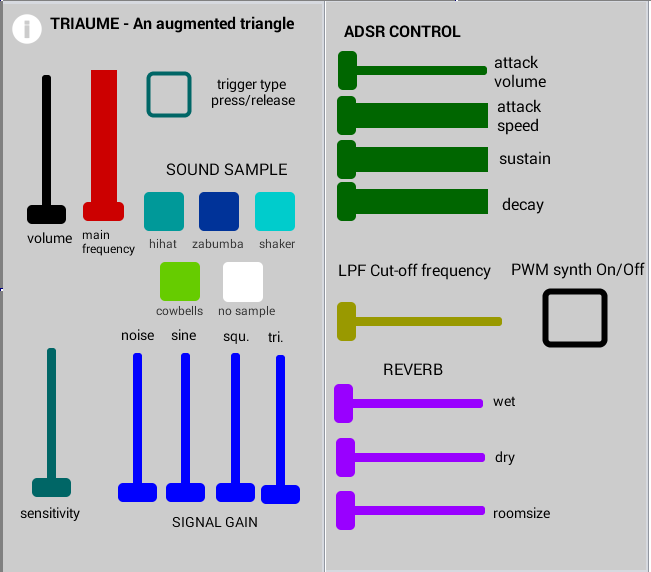 i
TRIAUME - An augmented triangle
trigger type
press/release
SOUND SAMPLE
volume
main
frequency
hihat
zabumba
shaker
cowbells
no sample
noise
sine
squ.
tri.
sensitivity
SIGNAL GAIN
ADSR CONTROL
attack
volume
attack
speed
sustain
decay
LPF Cut-off frequency
PWM synth On/Off
REVERB
wet
dry
roomsize